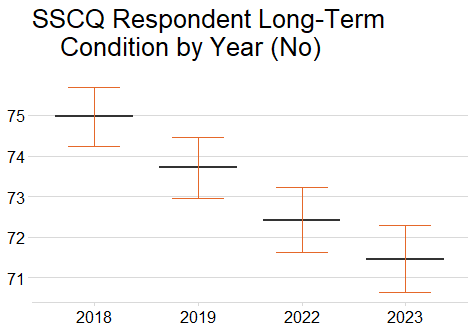 SSCQ Respondent Long-Term
Condition by Year (No)
75
74
73
72
71
2018 2019 2022 2023